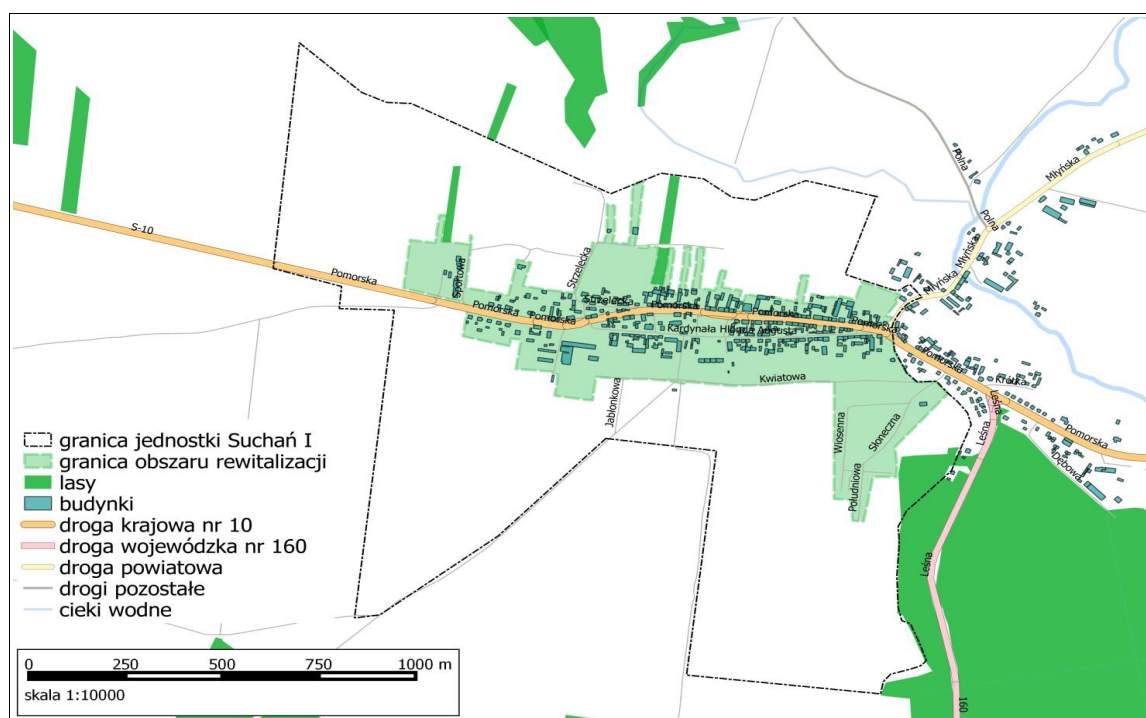 Polna
Młyńska
S-10
Polna
Pomorska
Sportowa
Strzelecka
Młyńska
Młyńska
Strzelecka
Pomorska
Pomorska
Pomorska
Pomorska
Pomorska
Kardynała Hlonda Augusta
Pomorska
Kwiatowa
Krótka
Leśna
Jabłonkowa
Wiosenna
Słoneczna
Leśna
Pomorska
Dębowa
Południowa
Leśna
160
granica jednostki Suchań I
granica obszaru rewitalizacji
lasy
budynki
droga krajowa nr 10
droga wojewódzka nr 160
droga powiatowa
drogi pozostałe
cieki wodne
0 250 500 750 1000 m
skala 1:10000